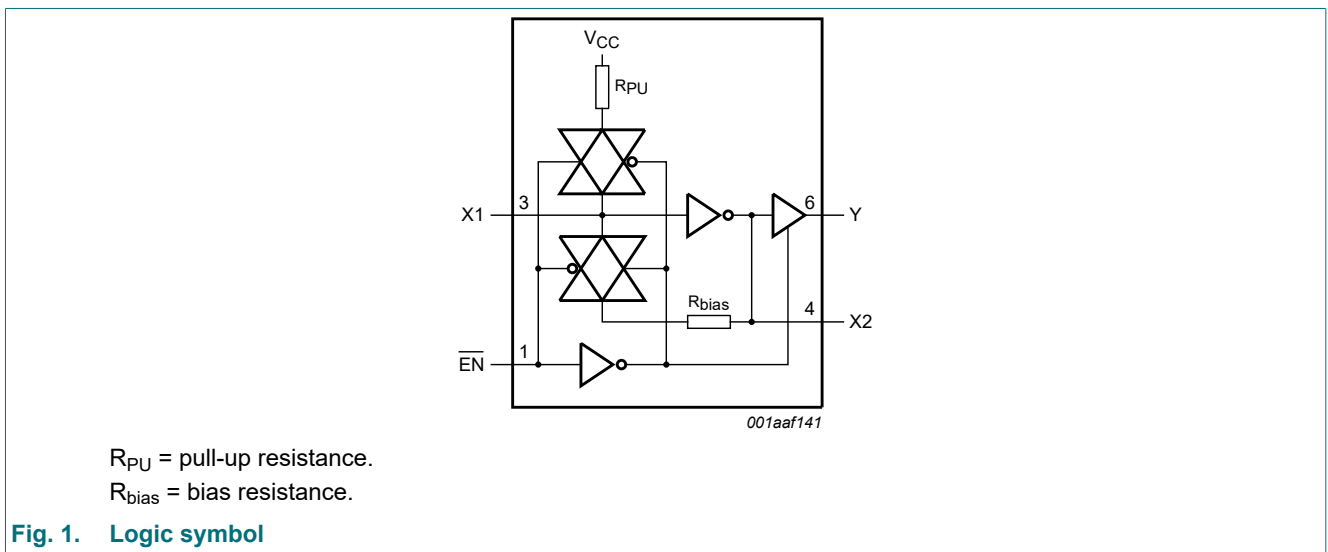 VCC
RPU
3
X1
6
Y
Rbias
4
X2
1
EN
001aaf141
RPU = pull-up resistance.
Rbias = bias resistance.
Fig. 1. Logic symbol